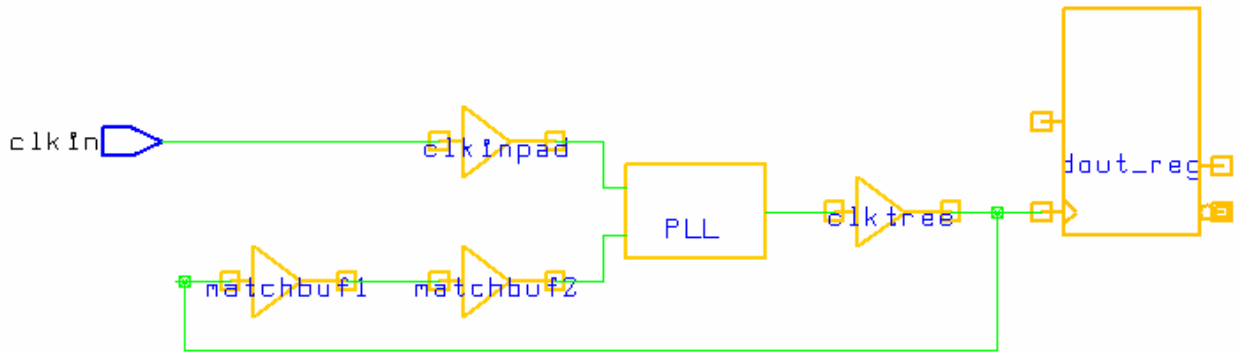 clkin
clkinpad
dout_reg
PLL
clktree
matchbuf1
matchbuf2